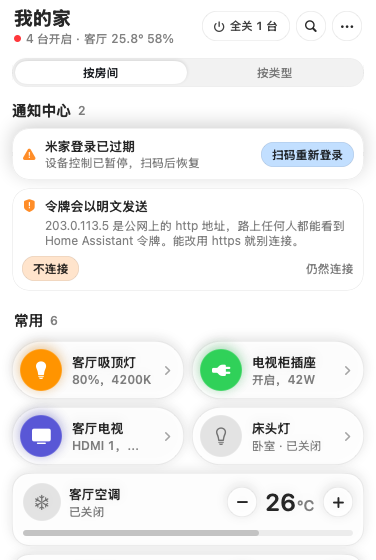 我的家
4 台开启 · 客厅 25.8° 58%
全关 1 台
按房间
按类型
通知中心 2
米家登录已过期
设备控制已暂停，扫码后恢复
扫码重新登录
令牌会以明文发送
203.0.113.5 是公网上的 http 地址，路上任何人都能看到
Home Assistant 令牌。能改用 https 就别连接。
不连接
仍然连接
常用 6
客厅吸顶灯
80%，4200K
电视柜插座
开启，42W
客厅电视
HDMI 1，…
床头灯
卧室 · 已关闭
客厅空调
已关闭
26°C